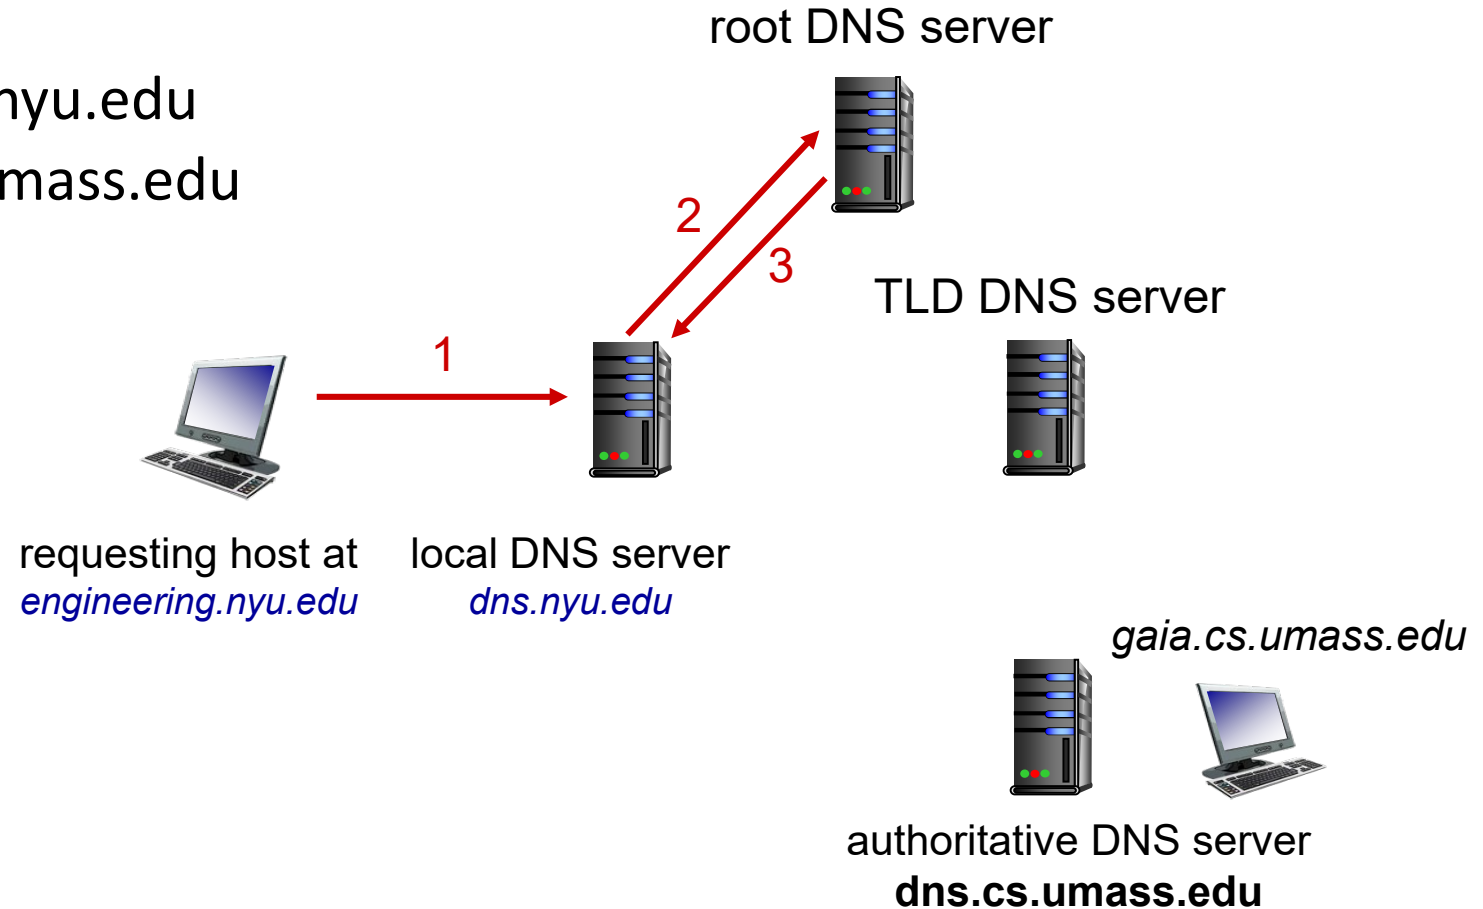 root DNS server
nyu.edu
mass.edu
2
3
TLD DNS server
1
requesting host at
engineering.nyu.edu
local DNS server
dns.nyu.edu
gaia.cs.umass.edu
authoritative DNS server
dns.cs.umass.edu